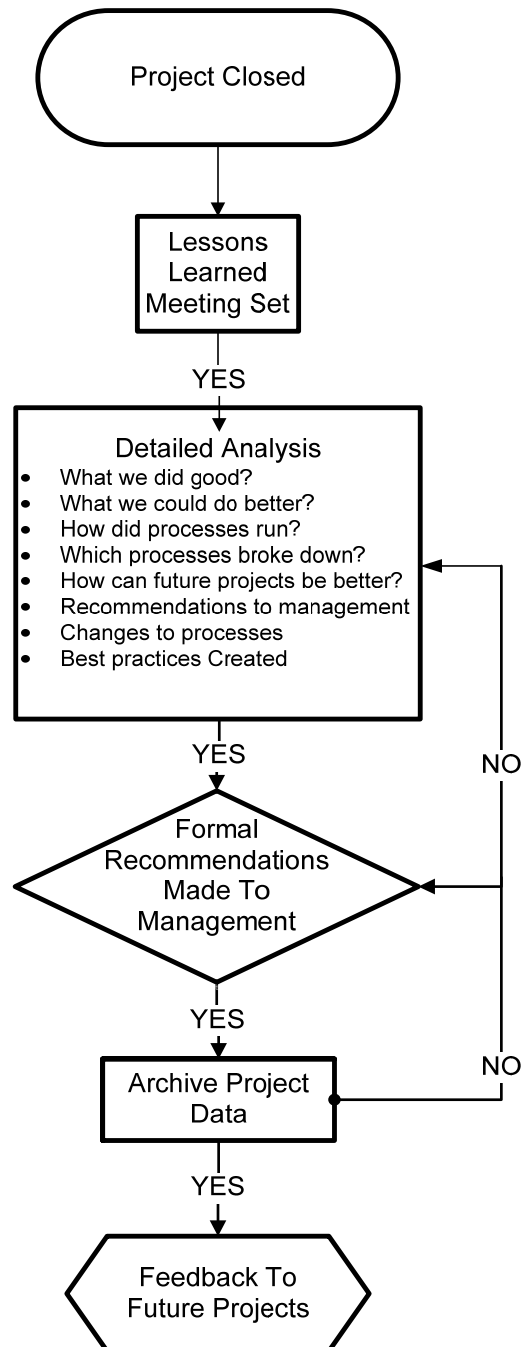 Project Closed
Lessons
Learned
Meeting Set
YES
Detailed Analysis
• What we did good?
• What we could do better?
• How did processes run?
• Which processes broke down?
• How can future projects be better?
• Recommendations to management
• Changes to processes
• Best practices Created
YES
NO
Formal
Recommendations
Made To
Management
YES
NO
Archive Project
Data
YES
Feedback To
Future Projects